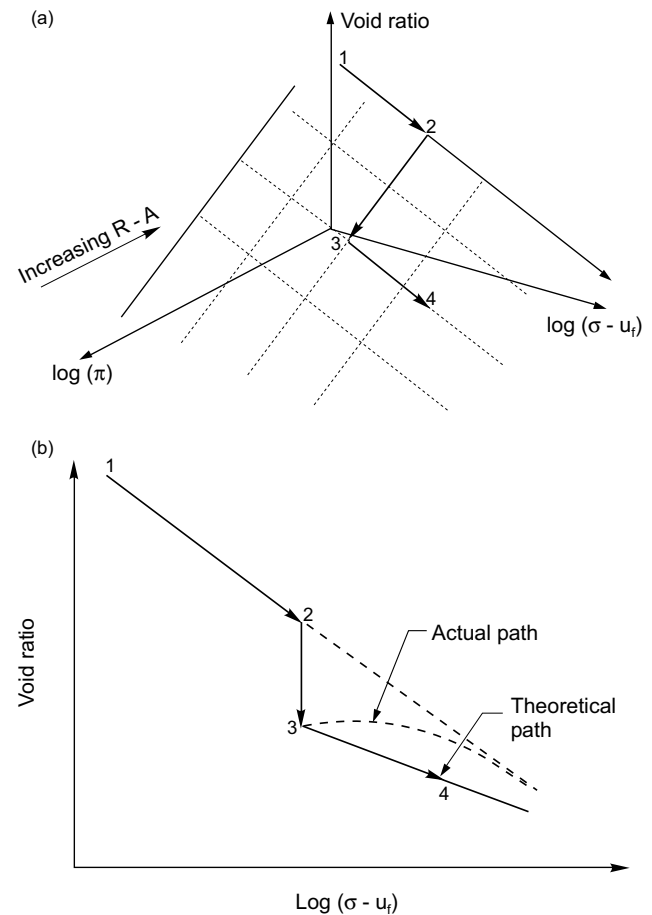 (a)
Void ratio
1
2
Increasing R - A
3
4
log (σ - u_f)
log (π)
(b)
1
2
Actual path
Void ratio
Theoretical
path
3
4
Log (σ - u_f)